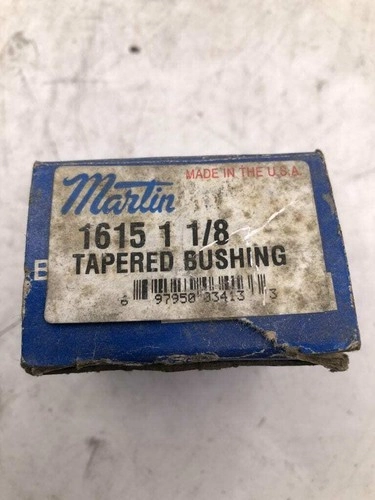 Martin
MADE IN THE U.S.A.
1615 1 1/8
TAPERED BUSHING
B
6 97950 03413 3